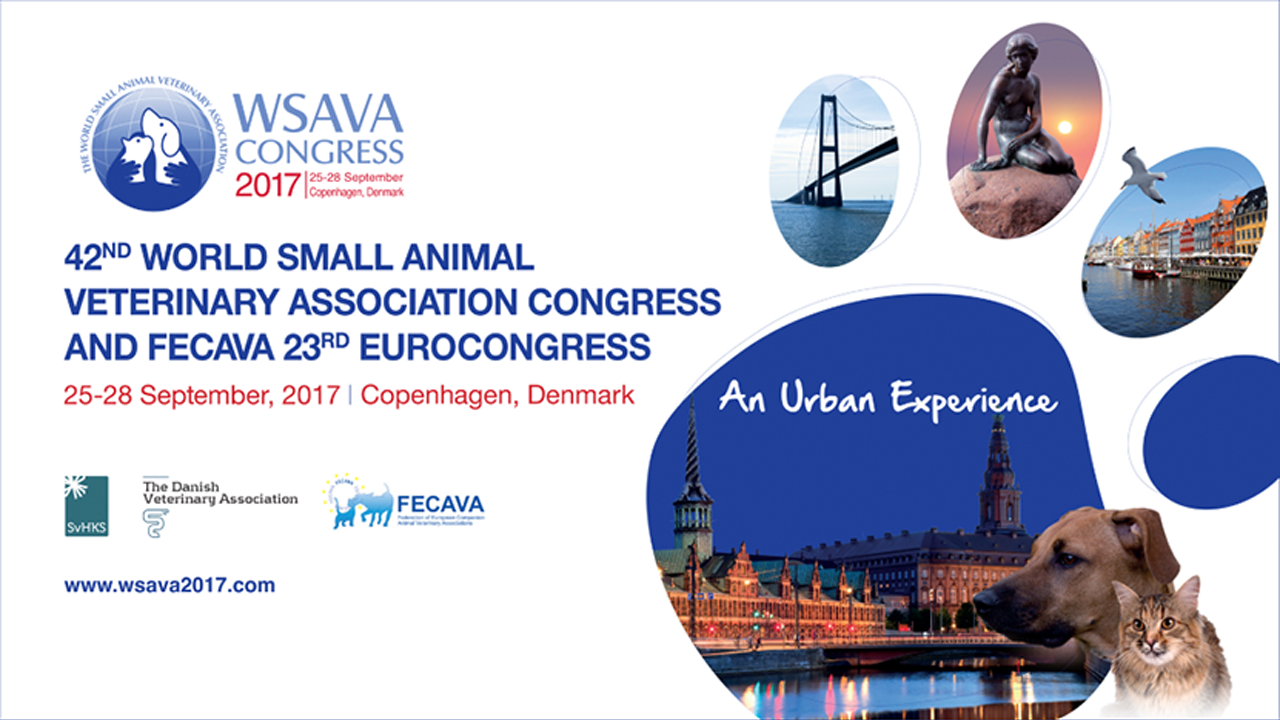 THE WORLD SMALL ANIMAL VETERINARY ASSOCIATION
WSAVA
CONGRESS
2017 | 25-28 September
Copenhagen, Denmark
42ND WORLD SMALL ANIMAL
VETERINARY ASSOCIATION CONGRESS
AND FECAVA 23RD EUROCONGRESS
25-28 September, 2017 | Copenhagen, Denmark
An Urban Experience
SvHKS
The Danish
Veterinary Association
FECAVA
Federation of European Companion
Animal Veterinary Associations
www.wsava2017.com